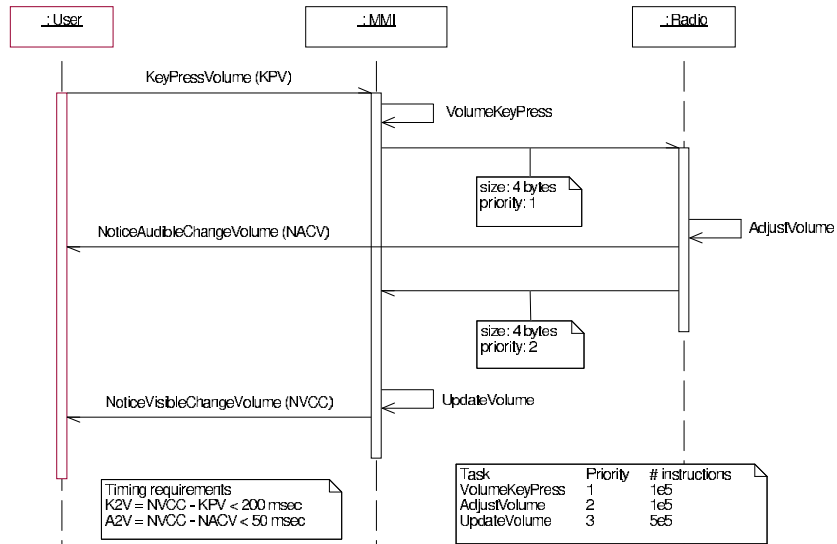 : User
: MMI
: Radio
KeyPressVolume (KPV)
VolumeKeyPress
size: 4 bytes
priority: 1
NoticeAudibleChangeVolume (NACV)
AdjustVolume
size: 4 bytes
priority: 2
NoticeVisibleChangeVolume (NVCC)
UpdateVolume
Timing requirements
K2V = NVCC - KPV < 200 msec
A2V = NVCC - NACV < 50 msec
Task Priority # instructions
VolumeKeyPress 1 1e5
AdjustVolume 2 1e5
UpdateVolume 3 5e5